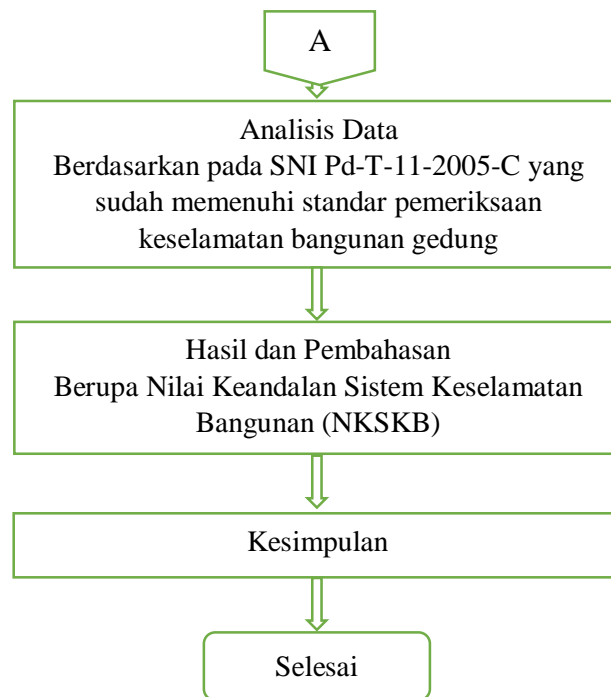 A
Analisis Data
Berdasarkan pada SNI Pd-T-11-2005-C yang
sudah memenuhi standar pemeriksaan
keselamatan bangunan gedung
Hasil dan Pembahasan
Berupa Nilai Keandalan Sistem Keselamatan
Bangunan (NKSKB)
Kesimpulan
Selesai